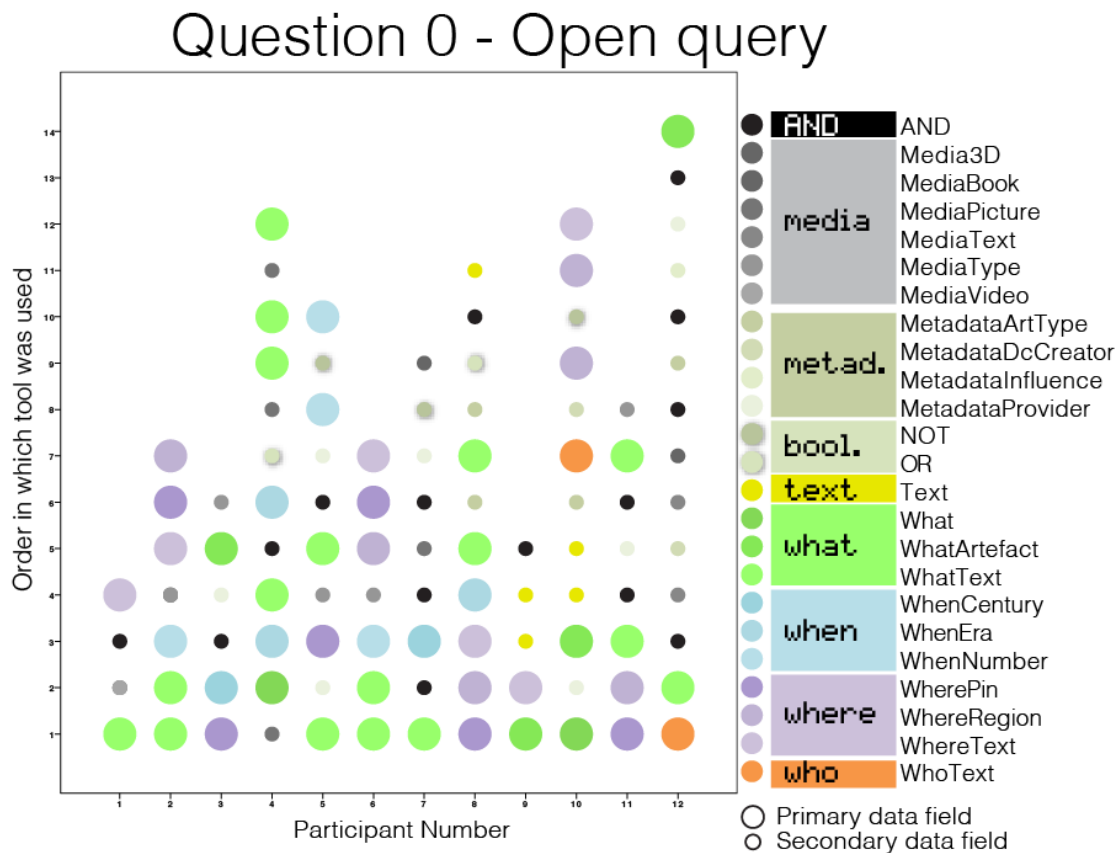 Question 0 - Open query
Order in which tool was used
14
13
12
11
10
9
8
7
6
5
4
3
2
1
1 2 3 4 5 6 7 8 9 10 11 12
Participant Number
AND AND
media
Media3D
MediaBook
MediaPicture
MediaText
MediaType
MediaVideo
metad.
MetadataArtType
MetadataDcCreator
MetadataInfluence
MetadataProvider
bool.
NOT
OR
text Text
what
What
WhatArtefact
WhatText
when
WhenCentury
WhenEra
WhenNumber
where
WherePin
WhereRegion
WhereText
who WhoText
Primary data field
Secondary data field